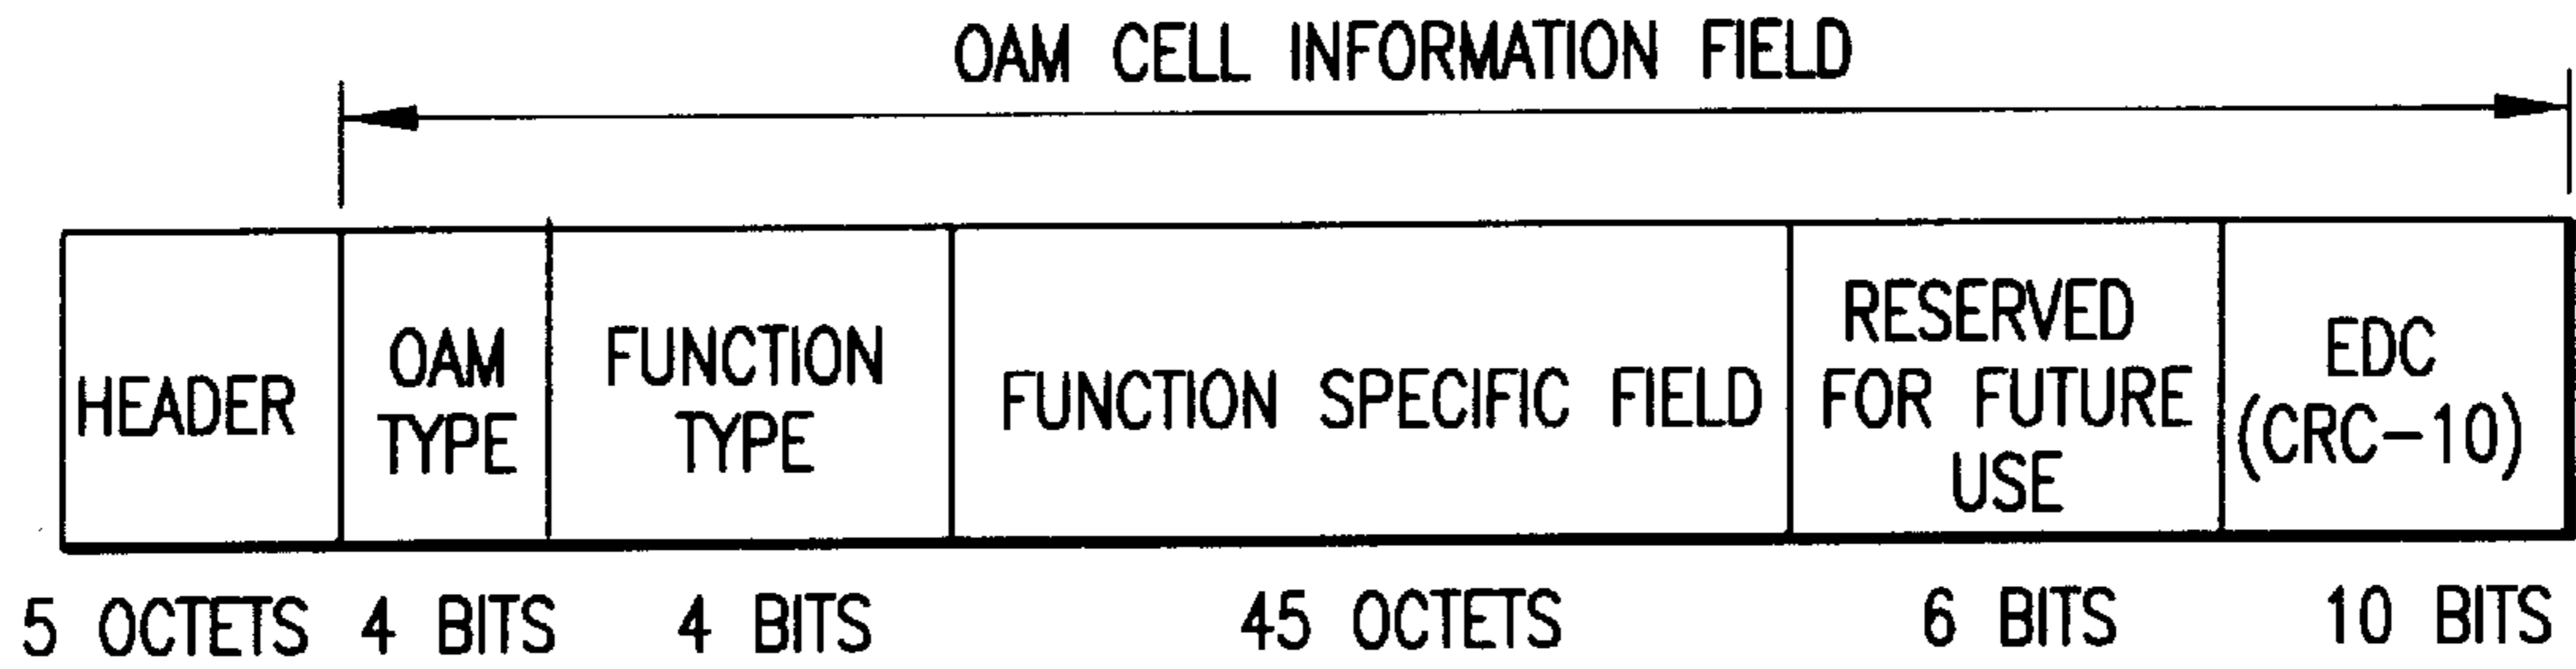 OAM CELL INFORMATION FIELD
HEADER
OAM
TYPE
FUNCTION
TYPE
FUNCTION SPECIFIC FIELD
RESERVED
FOR FUTURE
USE
EDC
(CRC-10)
5 OCTETS
4 BITS
4 BITS
45 OCTETS
6 BITS
10 BITS